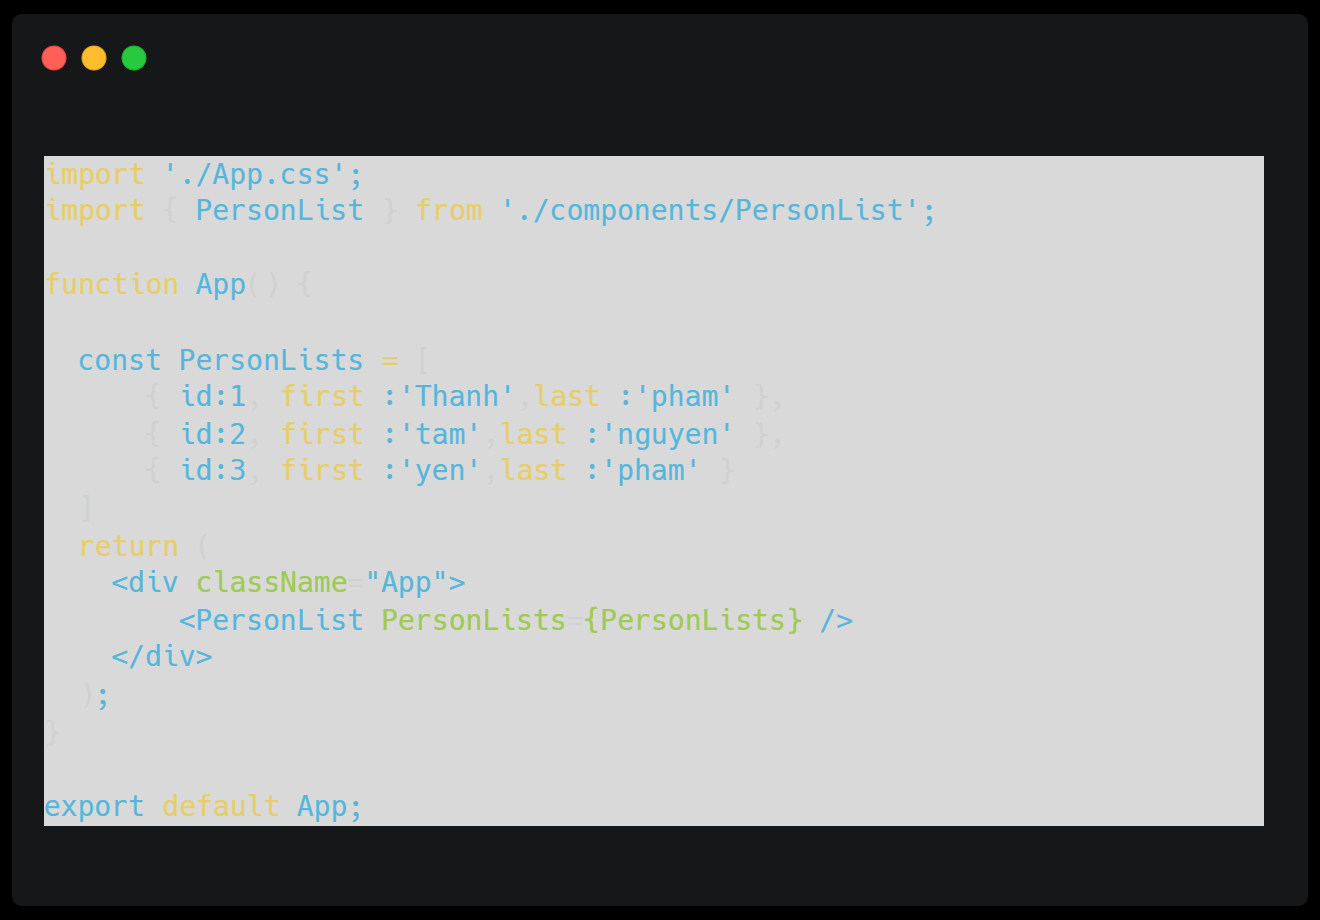 import './App.css';
import { PersonList } from './components/PersonList';

function App() {

  const PersonLists = [
      { id:1, first :'Thanh',last :'pham' },
      { id:2, first :'tam',last :'nguyen' },
      { id:3, first :'yen',last :'pham' }
  ]
  return (
    <div className="App">
        <PersonList PersonLists={PersonLists} />
    </div>
  );
}

export default App;